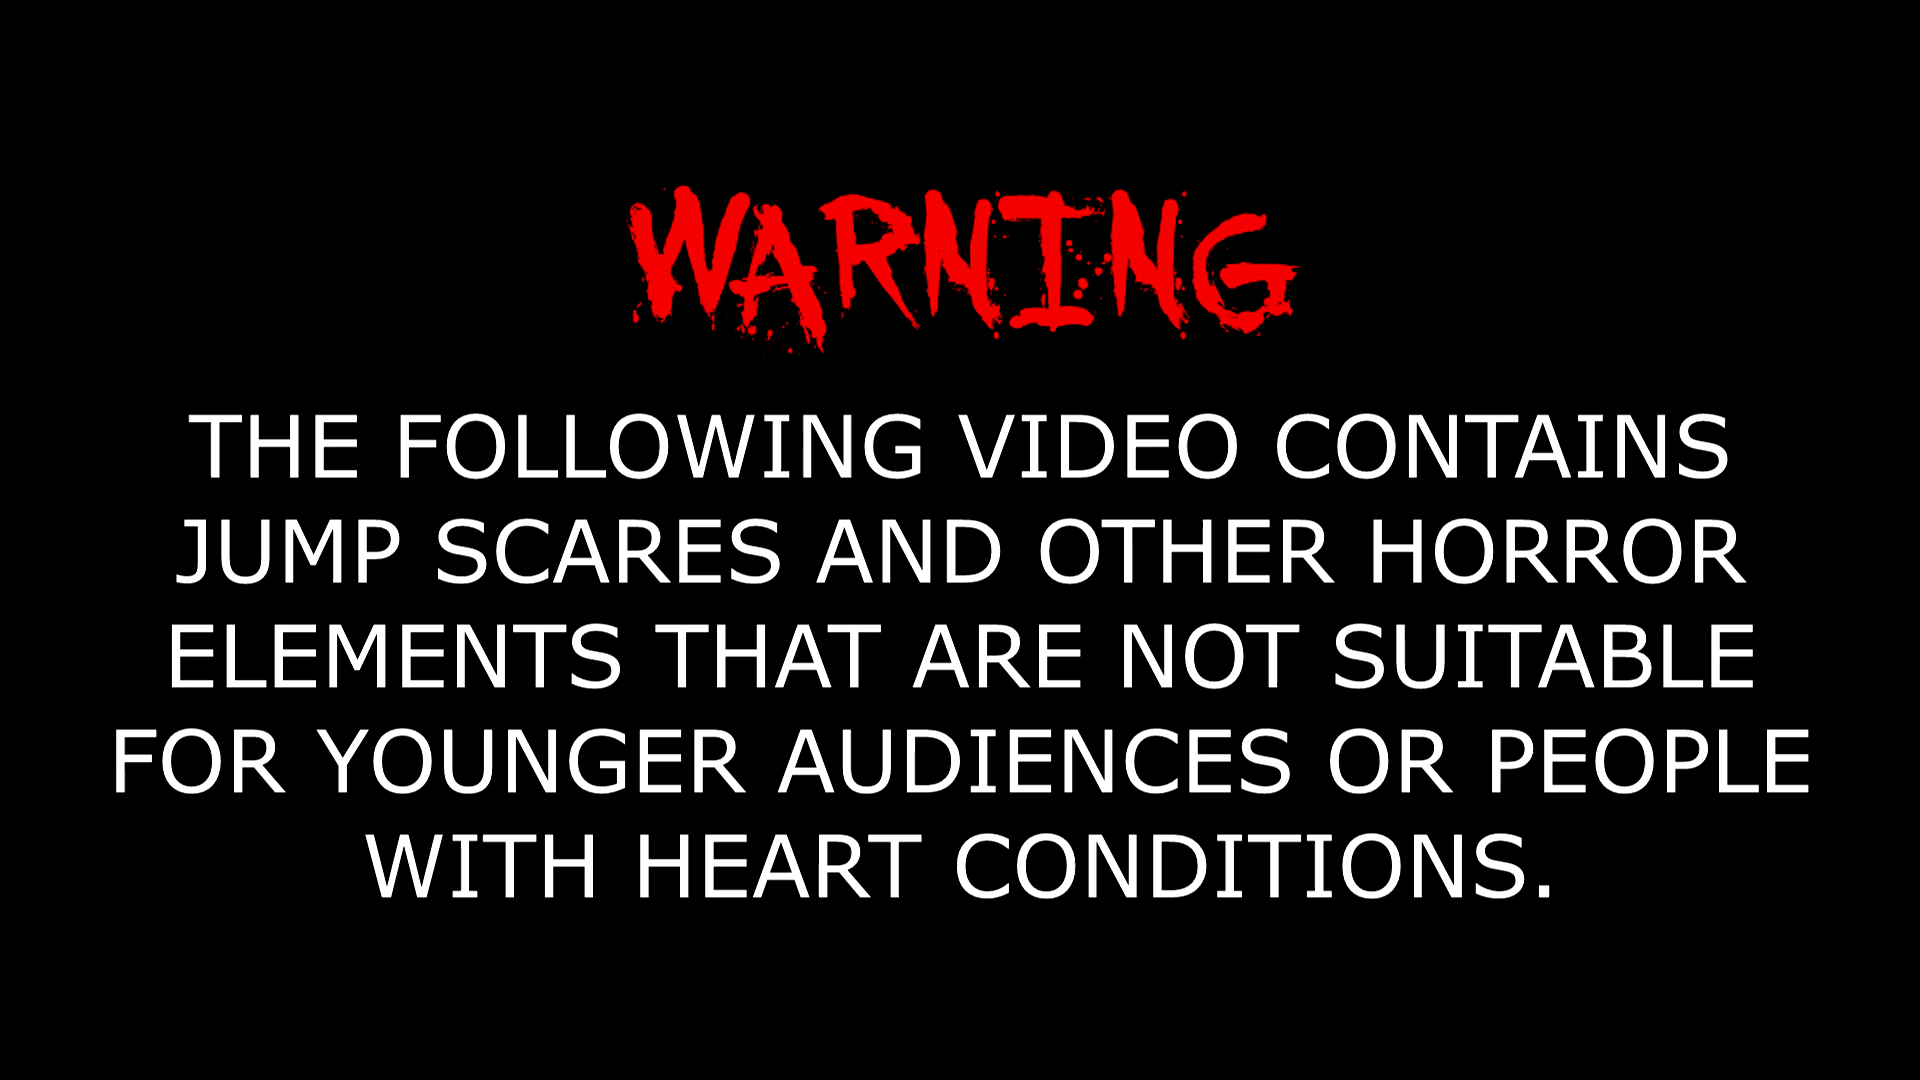 WARNING
THE FOLLOWING VIDEO CONTAINS
JUMP SCARES AND OTHER HORROR
ELEMENTS THAT ARE NOT SUITABLE
FOR YOUNGER AUDIENCES OR PEOPLE
WITH HEART CONDITIONS.